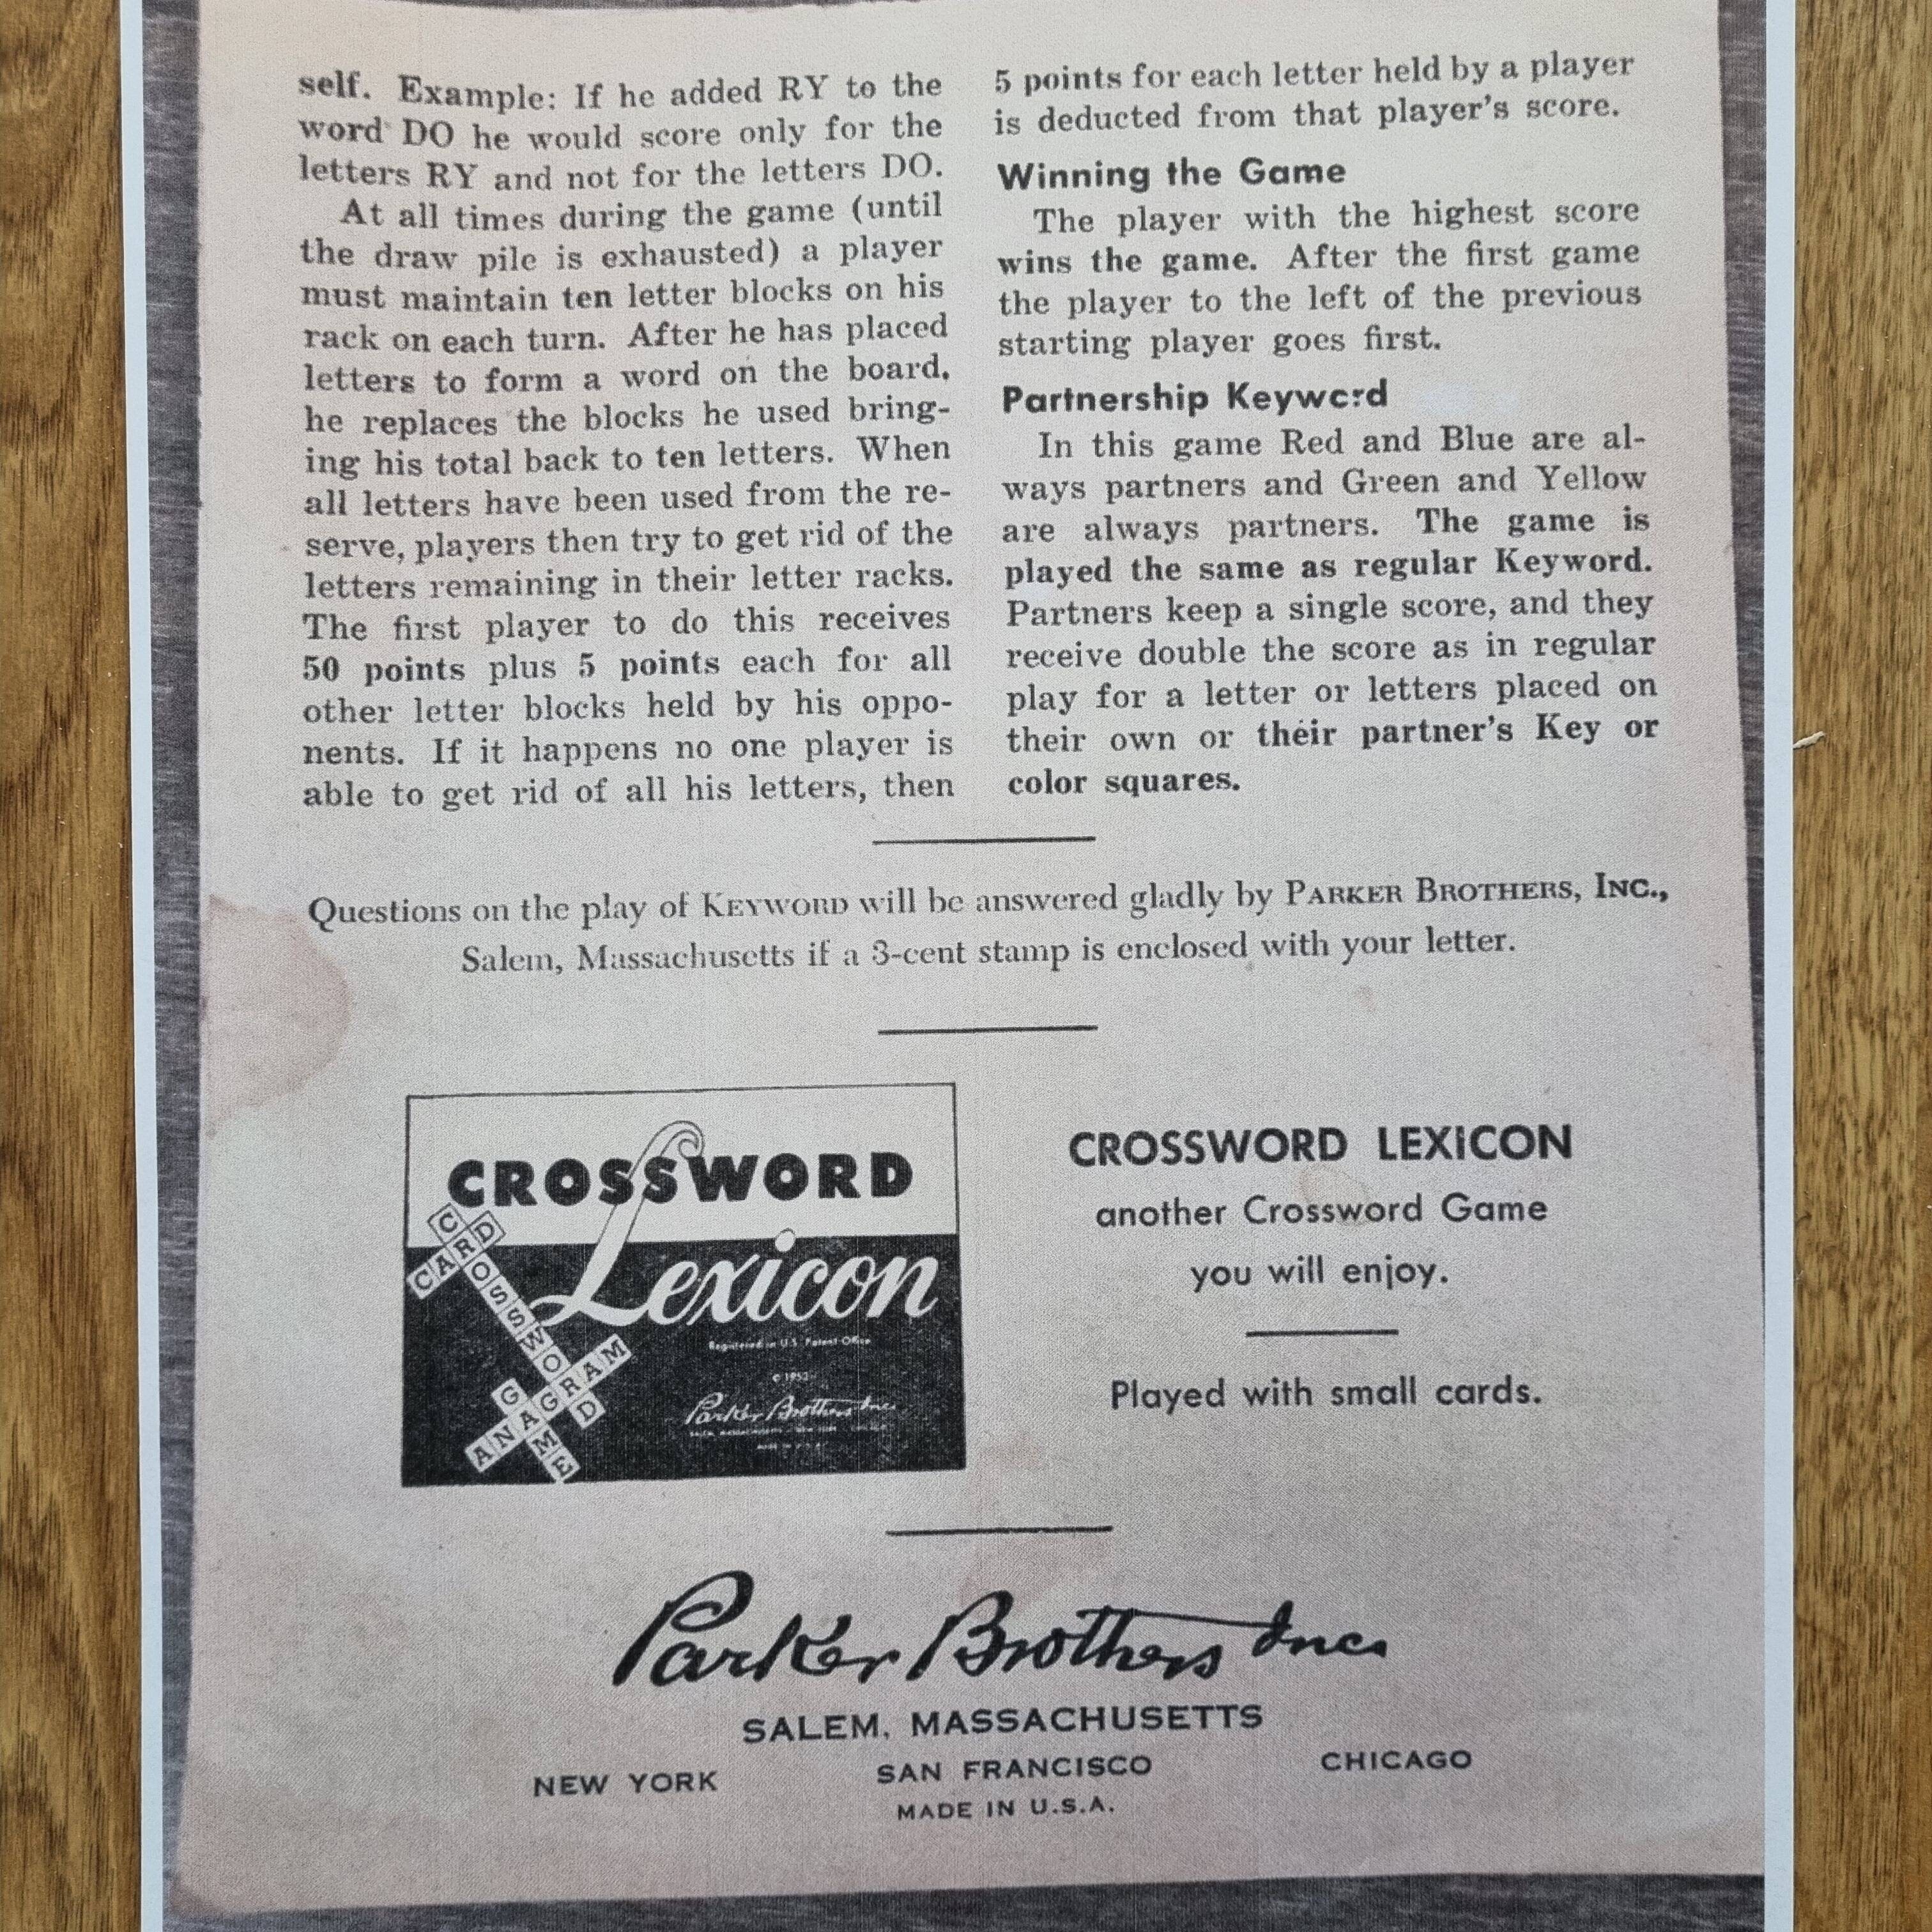 self. Example: If he added RY to the
word DO he would score only for the
letters RY and not for the letters DO.
At all times during the game (until
the draw pile is exhausted) a player
must maintain ten letter blocks on his
rack on each turn. After he has placed
letters to form a word on the board,
he replaces the blocks he used bring-
ing his total back to ten letters. When
all letters have been used from the re-
serve, players then try to get rid of the
letters remaining in their letter racks.
The first player to do this receives
50 points plus 5 points each for all
other letter blocks held by his oppo-
nents. If it happens no one player is
able to get rid of all his letters, then
5 points for each letter held by a player
is deducted from that player's score.
Winning the Game
The player with the highest score
wins the game. After the first game
the player to the left of the previous
starting player goes first.
Partnership Keyword
In this game Red and Blue are al-
ways partners and Green and Yellow
are always partners. The game is
played the same as regular Keyword.
Partners keep a single score, and they
receive double the score as in regular
play for a letter or letters placed on
their own or their partner's Key or
color squares.
Questions on the play of KEYWORD will be answered gladly by PARKER BROTHERS, INC.,
Salem, Massachusetts if a 3-cent stamp is enclosed with your letter.
CROSSWORD
Lexicon
CARD
CROSSWORD
ANAGRAM
GAME
Registered in U.S. Patent Office
Parker Brothers Inc
CROSSWORD LEXICON
another Crossword Game
you will enjoy.
Played with small cards.
Parker Brothers Inc
SALEM, MASSACHUSETTS
NEW YORK SAN FRANCISCO CHICAGO
MADE IN U.S.A.